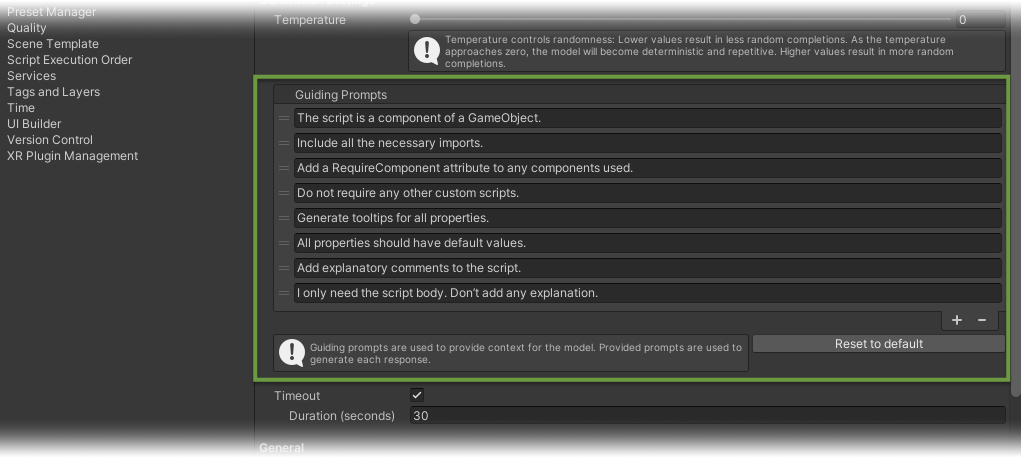 Preset Manager
Quality
Scene Template
Script Execution Order
Services
Tags and Layers
Time
UI Builder
Version Control
XR Plugin Management
Temperature
0
Temperature controls randomness: Lower values result in less random completions. As the temperature
approaches zero, the model will become deterministic and repetitive. Higher values result in more random
completions.
Guiding Prompts
The script is a component of a GameObject.
Include all the necessary imports.
Add a RequireComponent attribute to any components used.
Do not require any other custom scripts.
Generate tooltips for all properties.
All properties should have default values.
Add explanatory comments to the script.
I only need the script body. Don’t add any explanation.
+ −
Guiding prompts are used to provide context for the model. Provided prompts are used to
generate each response.
Reset to default
Timeout
Duration (seconds) 30
General